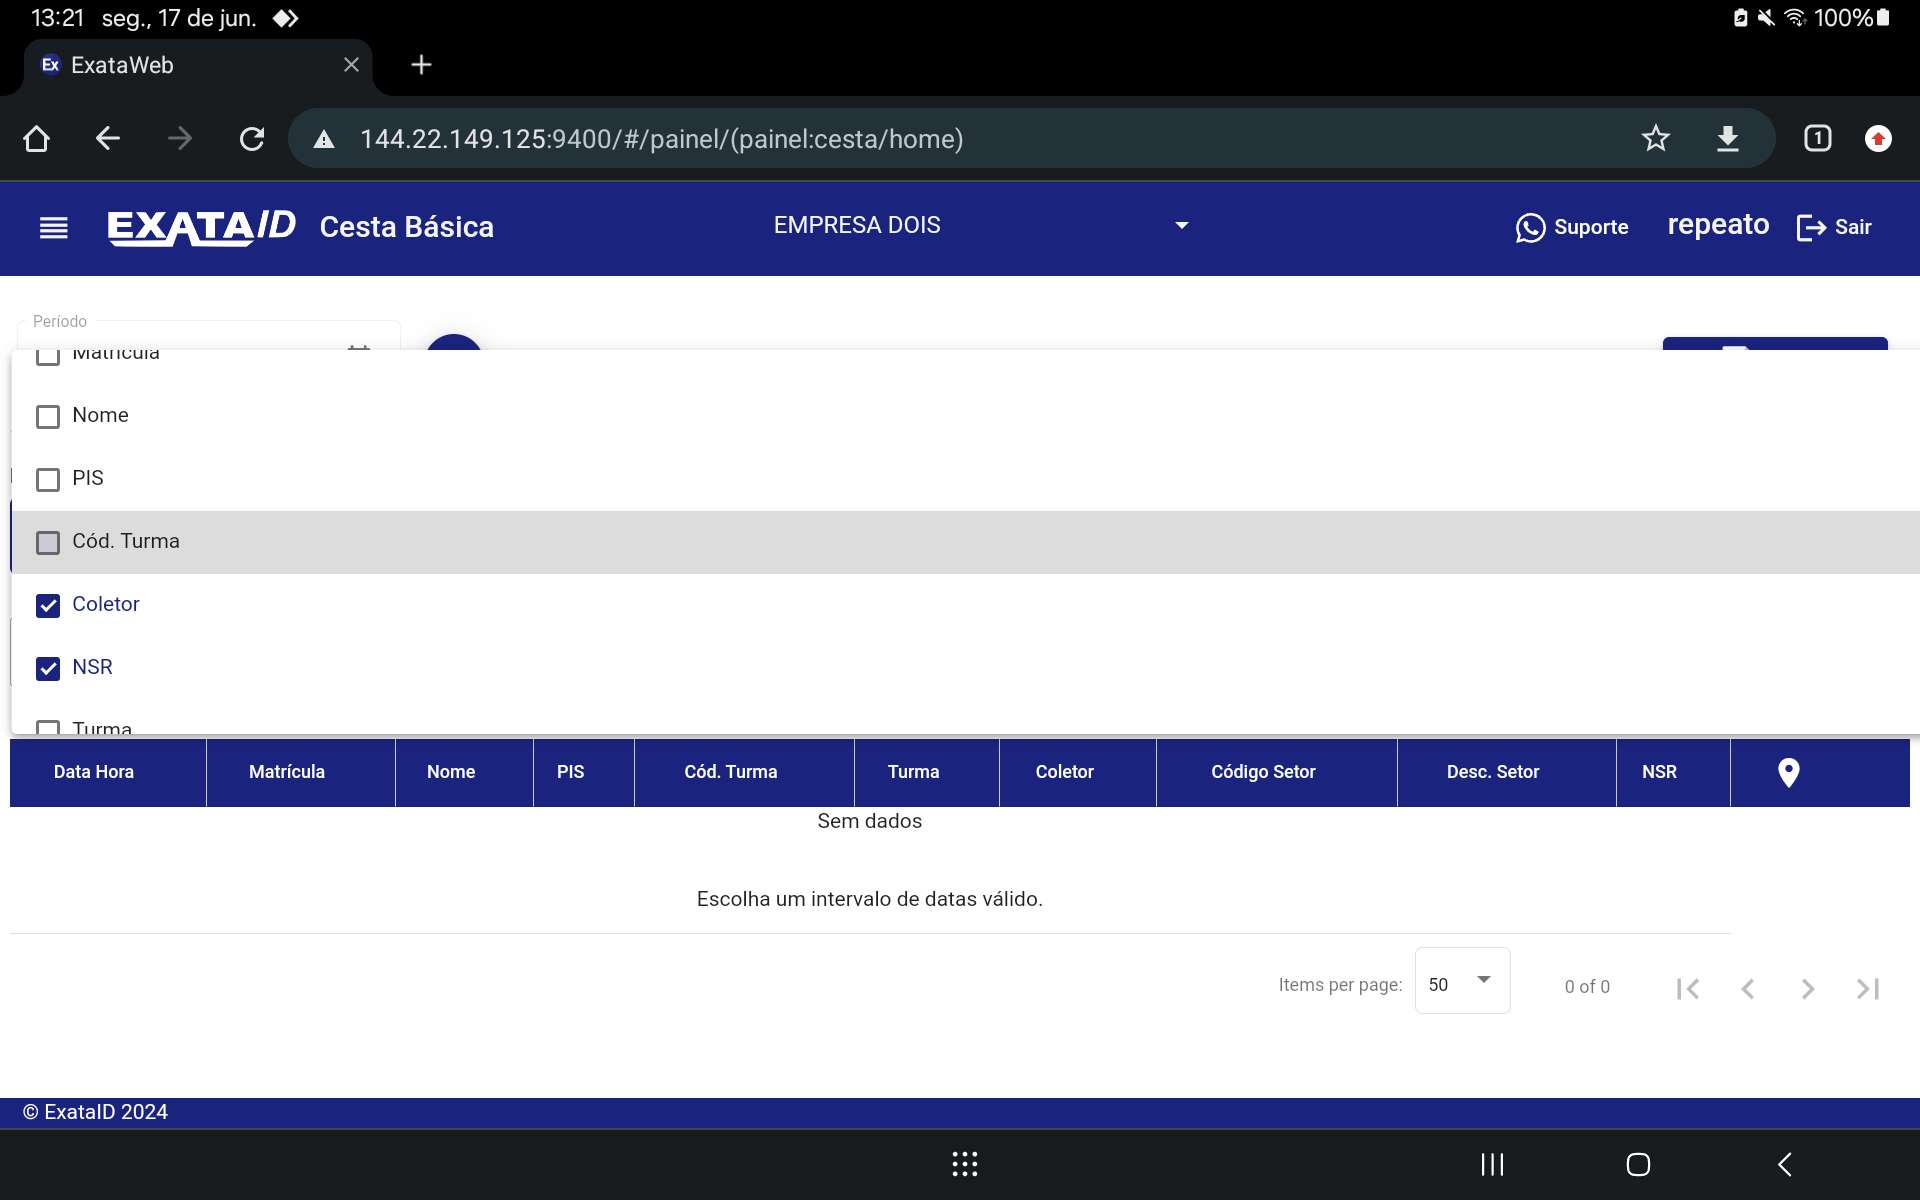 13:21 seg., 17 de jun. 100%
Ex ExataWeb
144.22.149.125:9400/#/painel/(painel:cesta/home) 1
EXATAID Cesta Básica EMPRESA DOIS Suporte repeato Sair
Período
Matrícula
Nome
PIS
Cód. Turma
Coletor
NSR
Turma
Data Hora Matrícula Nome PIS Cód. Turma Turma Coletor Código Setor Desc. Setor NSR
Sem dados
Escolha um intervalo de datas válido.
Items per page: 50 0 of 0
© ExataID 2024